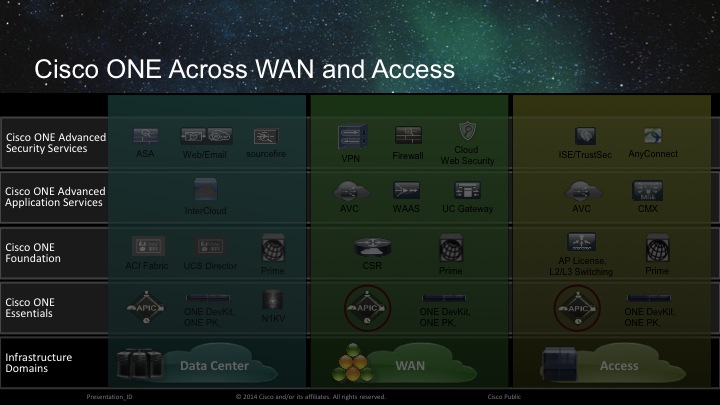 Cisco ONE Across WAN and Access
Cisco ONE Advanced
Security Services
ASA
Web/Email
sourcefire
VPN
Firewall
Cloud
Web Security
ISE/TrustSec
AnyConnect
Cisco ONE Advanced
Application Services
InterCloud
AVC
WAAS
UC Gateway
AVC
CMX
Cisco ONE
Foundation
ACI Fabric
UCS Director
Prime
CSR
Prime
AP License,
L2/L3 Switching
Prime
Cisco ONE
Essentials
APIC
ONE DevKit,
ONE PK,
N1KV
APIC
ONE DevKit,
ONE PK,
APIC
ONE DevKit,
ONE PK,
Infrastructure
Domains
Data Center
WAN
Access
Presentation_ID
© 2014 Cisco and/or its affiliates. All rights reserved.
Cisco Public